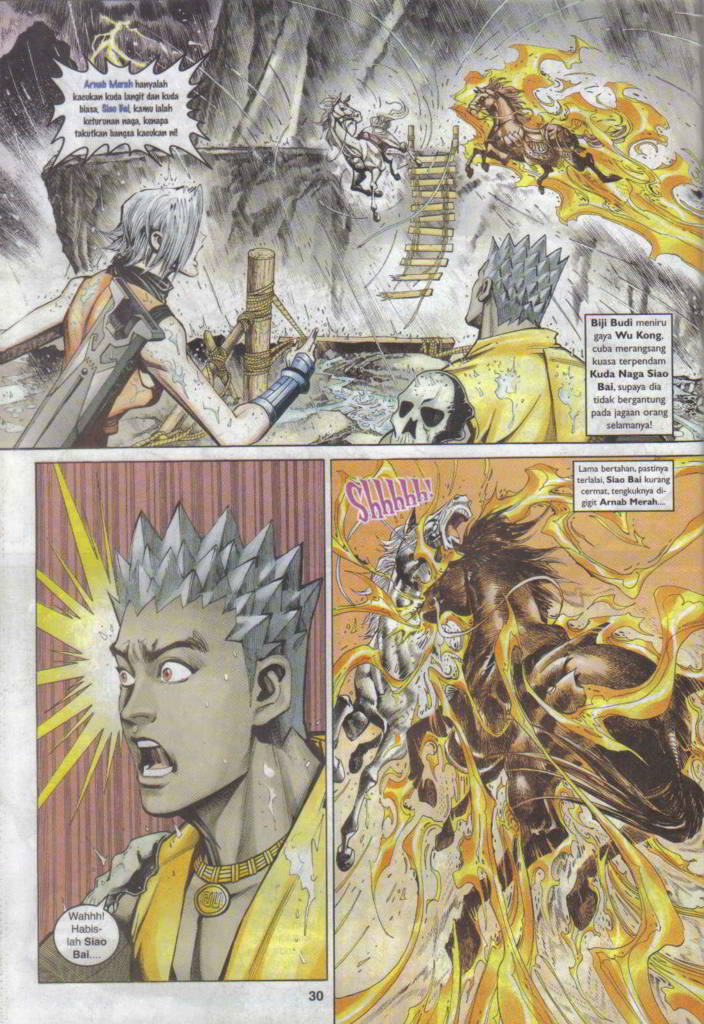 Arnab Merah hanyalah
kacukan kuda langit dan kuda
biasa, Siao Bai, kamu ialah
keturunan naga, kenapa
takutkan bangsa kacukan ni!
Biji Budi meniru
gaya Wu Kong,
cuba merangsang
kuasa terpendam
Kuda Naga Siao
Bai, supaya dia
tidak bergantung
pada jagaan orang
selamanya!
Lama bertahan, pastinya
terlalai, Siao Bai kurang
cermat, tengkuknya di-
gigit Arnab Merah...
Shhhhh!
Wahhh!
Habis-
lah Siao
Bai....
30